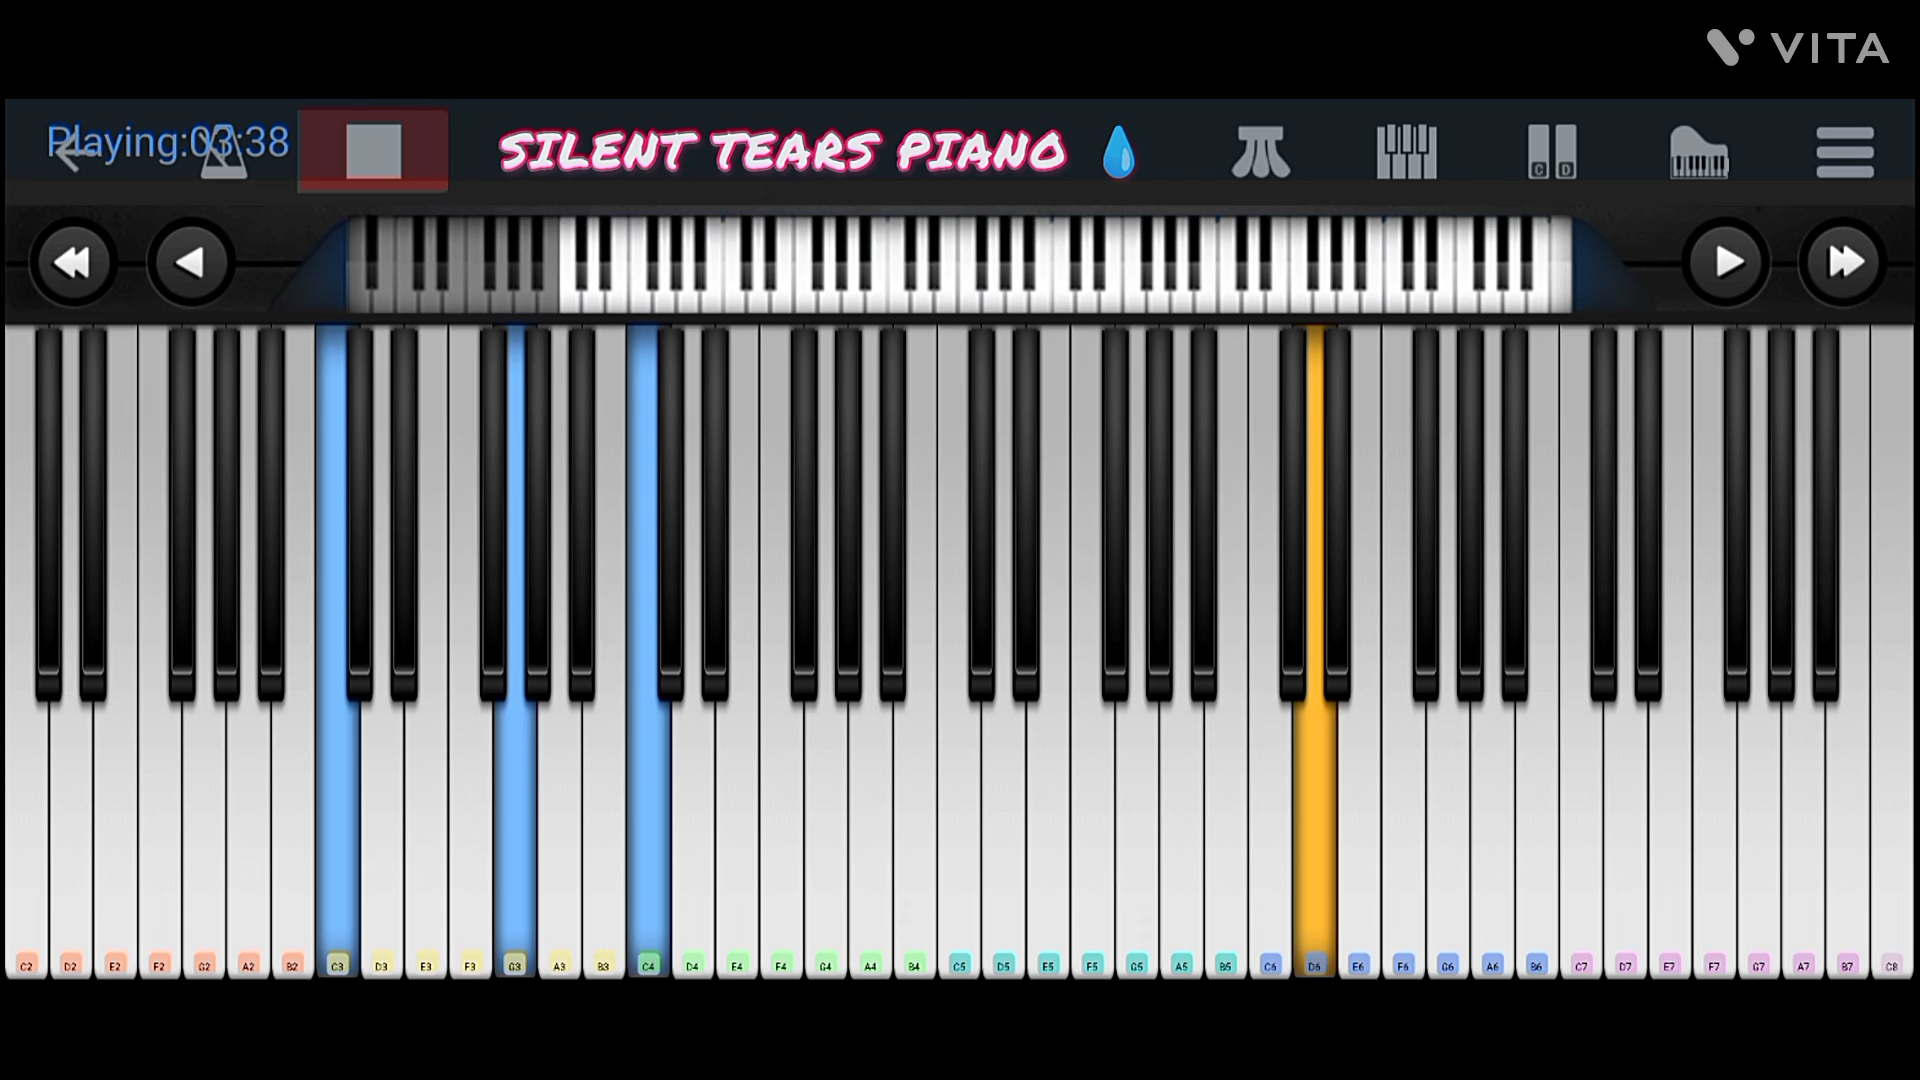 VITA
Playing:03:38
SILENT TEARS PIANO
C D
C2 D2 E2 F2 G2 A2 B2 C3 D3 E3 F3 G3 A3 B3 C4 D4 E4 F4 G4 A4 B4 C5 D5 E5 F5 G5 A5 B5 C6 D6 E6 F6 G6 A6 B6 C7 D7 E7 F7 G7 A7 B7 C8